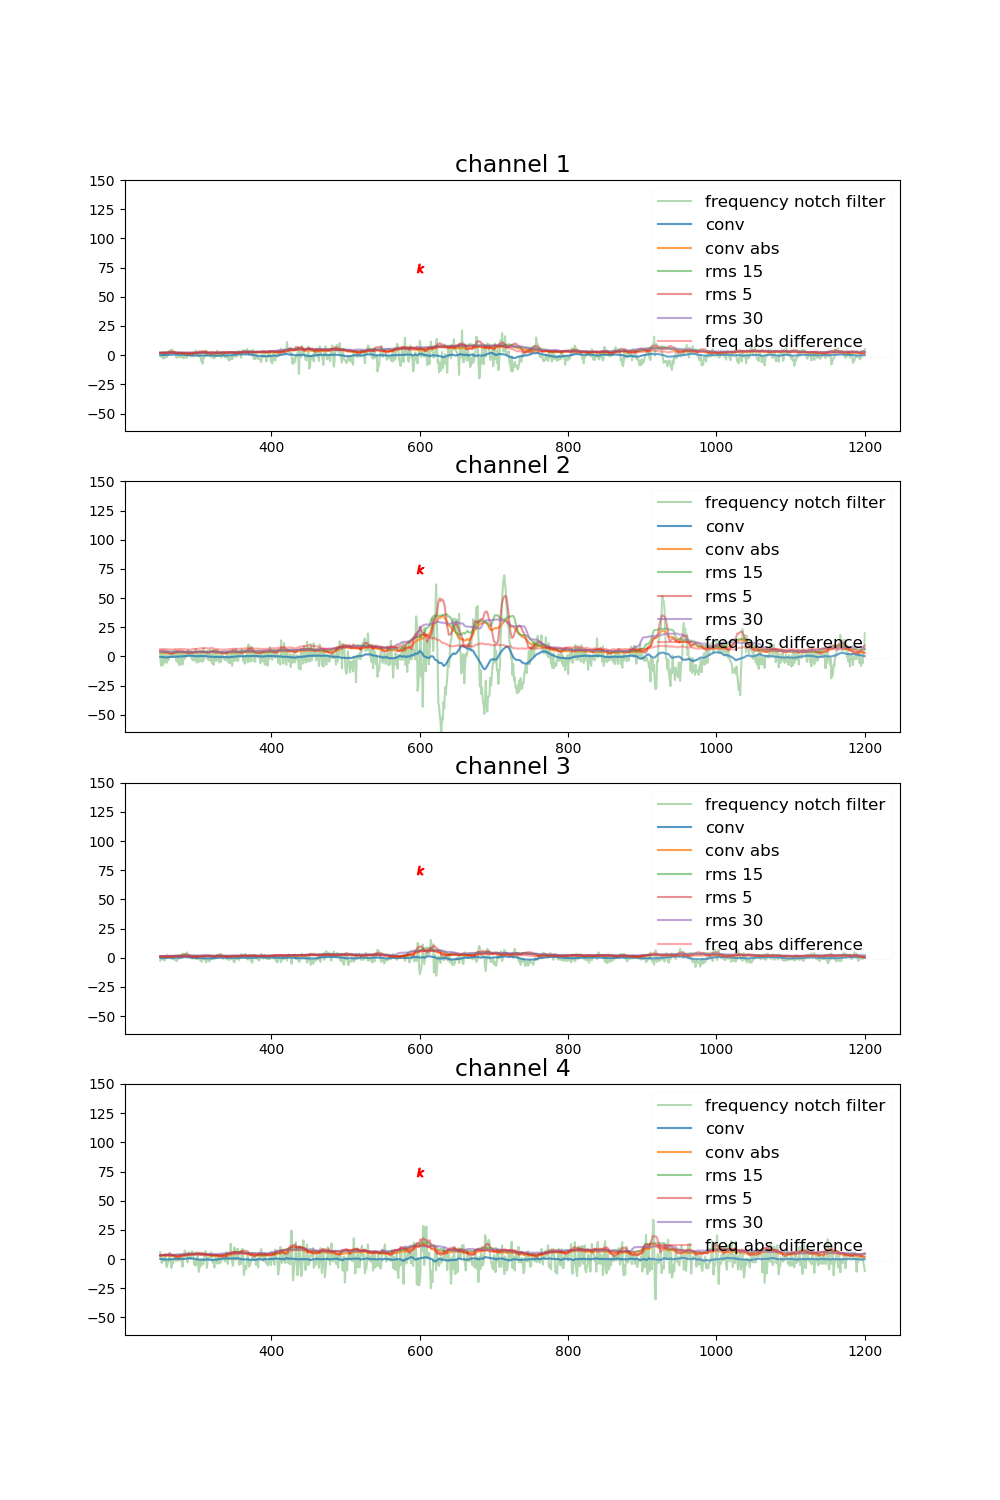 channel 1
150
125
100
75
50
25
0
−25
−50
k
frequency notch filter
conv
conv abs
rms 15
rms 5
rms 30
freq abs difference
400 600 800 1000 1200
channel 2
150
125
100
75
50
25
0
−25
−50
k
frequency notch filter
conv
conv abs
rms 15
rms 5
rms 30
freq abs difference
400 600 800 1000 1200
channel 3
150
125
100
75
50
25
0
−25
−50
k
frequency notch filter
conv
conv abs
rms 15
rms 5
rms 30
freq abs difference
400 600 800 1000 1200
channel 4
150
125
100
75
50
25
0
−25
−50
k
frequency notch filter
conv
conv abs
rms 15
rms 5
rms 30
freq abs difference
400 600 800 1000 1200